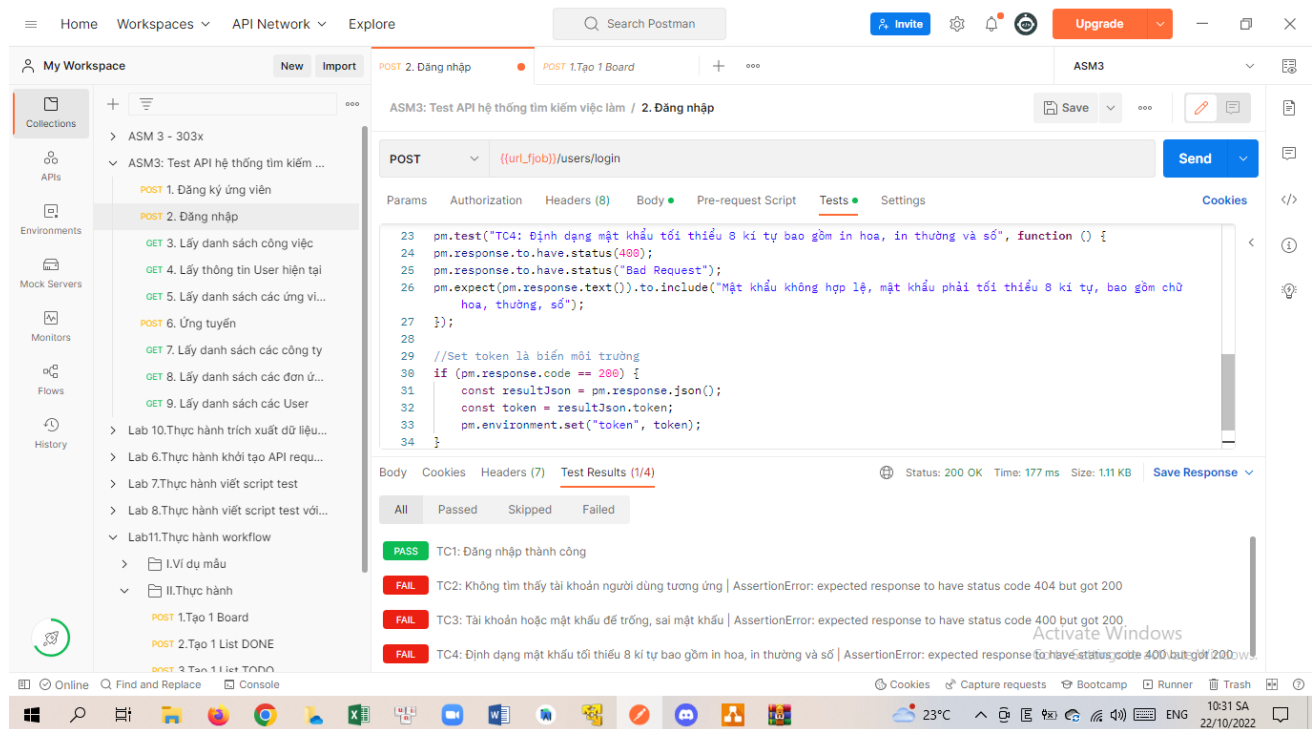 Home Workspaces API Network Explore Search Postman Invite Upgrade
My Workspace New Import POST 2. Đăng nhập POST 1.Tạo 1 Board ASM3
Collections
APIs
Environments
Mock Servers
Monitors
Flows
History
ASM 3 - 303x
ASM3: Test API hệ thống tìm kiếm ...
POST 1. Đăng ký ứng viên
POST 2. Đăng nhập
GET 3. Lấy danh sách công việc
GET 4. Lấy thông tin User hiện tại
GET 5. Lấy danh sách các ứng vi...
POST 6. Ứng tuyển
GET 7. Lấy danh sách các công ty
GET 8. Lấy danh sách các đơn ứ...
GET 9. Lấy danh sách các User
Lab 10.Thực hành trích xuất dữ liệu...
Lab 6.Thực hành khởi tạo API requ...
Lab 7.Thực hành viết script test
Lab 8.Thực hành viết script test với...
Lab11.Thực hành workflow
I.Ví dụ mẫu
II.Thực hành
POST 1.Tạo 1 Board
POST 2.Tạo 1 List DONE
POST 3.Tạo 1 List TODO
ASM3: Test API hệ thống tìm kiếm việc làm / 2. Đăng nhập Save
POST {{url_fjob}}/users/login Send
Params Authorization Headers (8) Body Pre-request Script Tests Settings Cookies
23 pm.test("TC4: Định dạng mật khẩu tối thiểu 8 kí tự bao gồm in hoa, in thường và số", function () {
24 pm.response.to.have.status(400);
25 pm.response.to.have.status("Bad Request");
26 pm.expect(pm.response.text()).to.include("Mật khẩu không hợp lệ, mật khẩu phải tối thiểu 8 kí tự, bao gồm chữ
hoa, thường, số");
27 });
28
29 //Set token là biến môi trường
30 if (pm.response.code == 200) {
31 const resultJson = pm.response.json();
32 const token = resultJson.token;
33 pm.environment.set("token", token);
34 }
Body Cookies Headers (7) Test Results (1/4) Status: 200 OK Time: 177 ms Size: 1.11 KB Save Response
All Passed Skipped Failed
PASS TC1: Đăng nhập thành công
FAIL TC2: Không tìm thấy tài khoản người dùng tương ứng | AssertionError: expected response to have status code 404 but got 200
FAIL TC3: Tài khoản hoặc mật khẩu để trống, sai mật khẩu | AssertionError: expected response to have status code 400 but got 200
Activate Windows
FAIL TC4: Định dạng mật khẩu tối thiểu 8 kí tự bao gồm in hoa, in thường và số | AssertionError: expected response to have status code 400 but got 200
Online Find and Replace Console Cookies Capture requests Bootcamp Runner Trash
23°C ENG 10:31 SA
22/10/2022